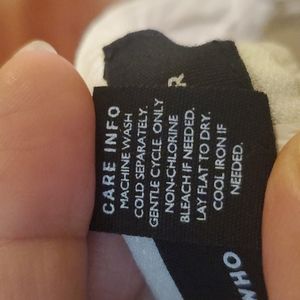 CARE INFO
MACHINE WASH
COLD SEPARATELY.
GENTLE CYCLE. ONLY
NON-CHLORINE
BLEACH IF NEEDED.
LAY FLAT TO DRY.
COOL IRON IF
NEEDED.
WHO